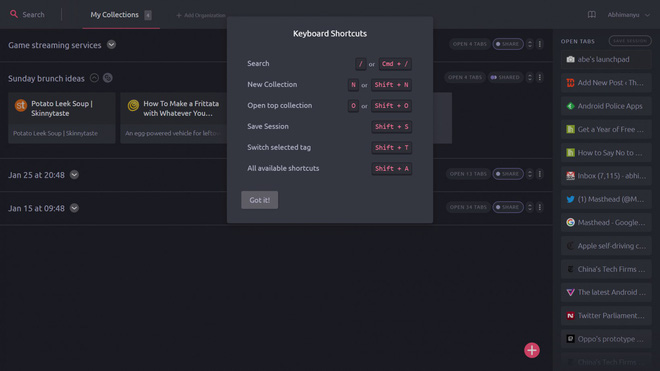 Search
My Collections
+ Add Organization
Abhimanyu
Keyboard Shortcuts
Search / or Cmd + /
New Collection N or Shift + N
Open top collection O or Shift + O
Save Session Shift + S
Switch selected tag Shift + T
All available shortcuts Shift + A
Got it!
Game streaming services
OPEN 4 TABS SHARE
Sunday brunch ideas
OPEN 4 TABS SHARED
Potato Leek Soup |
Skinnytaste
Potato Leek Soup | Skinnytaste
How To Make a Frittata
with Whatever You...
An egg-powered vehicle for lefto
Jan 25 at 20:48
OPEN 13 TABS SHARE
Jan 15 at 09:48
OPEN 24 TABS SHARE
OPEN TABS
SAVE SESSION
abe's launchpad
Add New Post ‹ Th...
Android Police Apps
Get a Year of Free ...
How to Say No to ...
Inbox (7,115) - abhi...
(1) Masthead (@M...
Masthead - Google...
Apple self-driving c...
China's Tech Firms ...
The latest Android ...
Twitter Parliament...
Oppo's prototype ...
China's Tech Firms ...